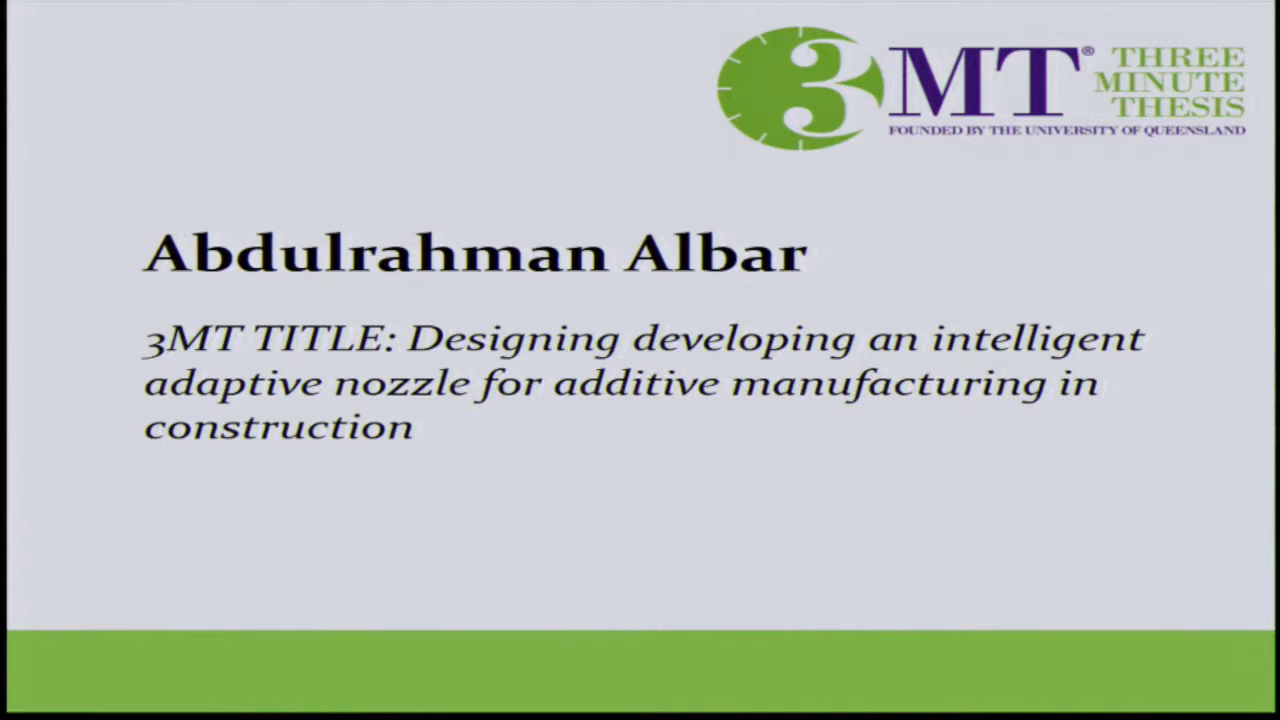 3MT® THREE
MINUTE
THESIS
FOUNDED BY THE UNIVERSITY OF QUEENSLAND
Abdulrahman Albar
3MT TITLE: Designing developing an intelligent
adaptive nozzle for additive manufacturing in
construction